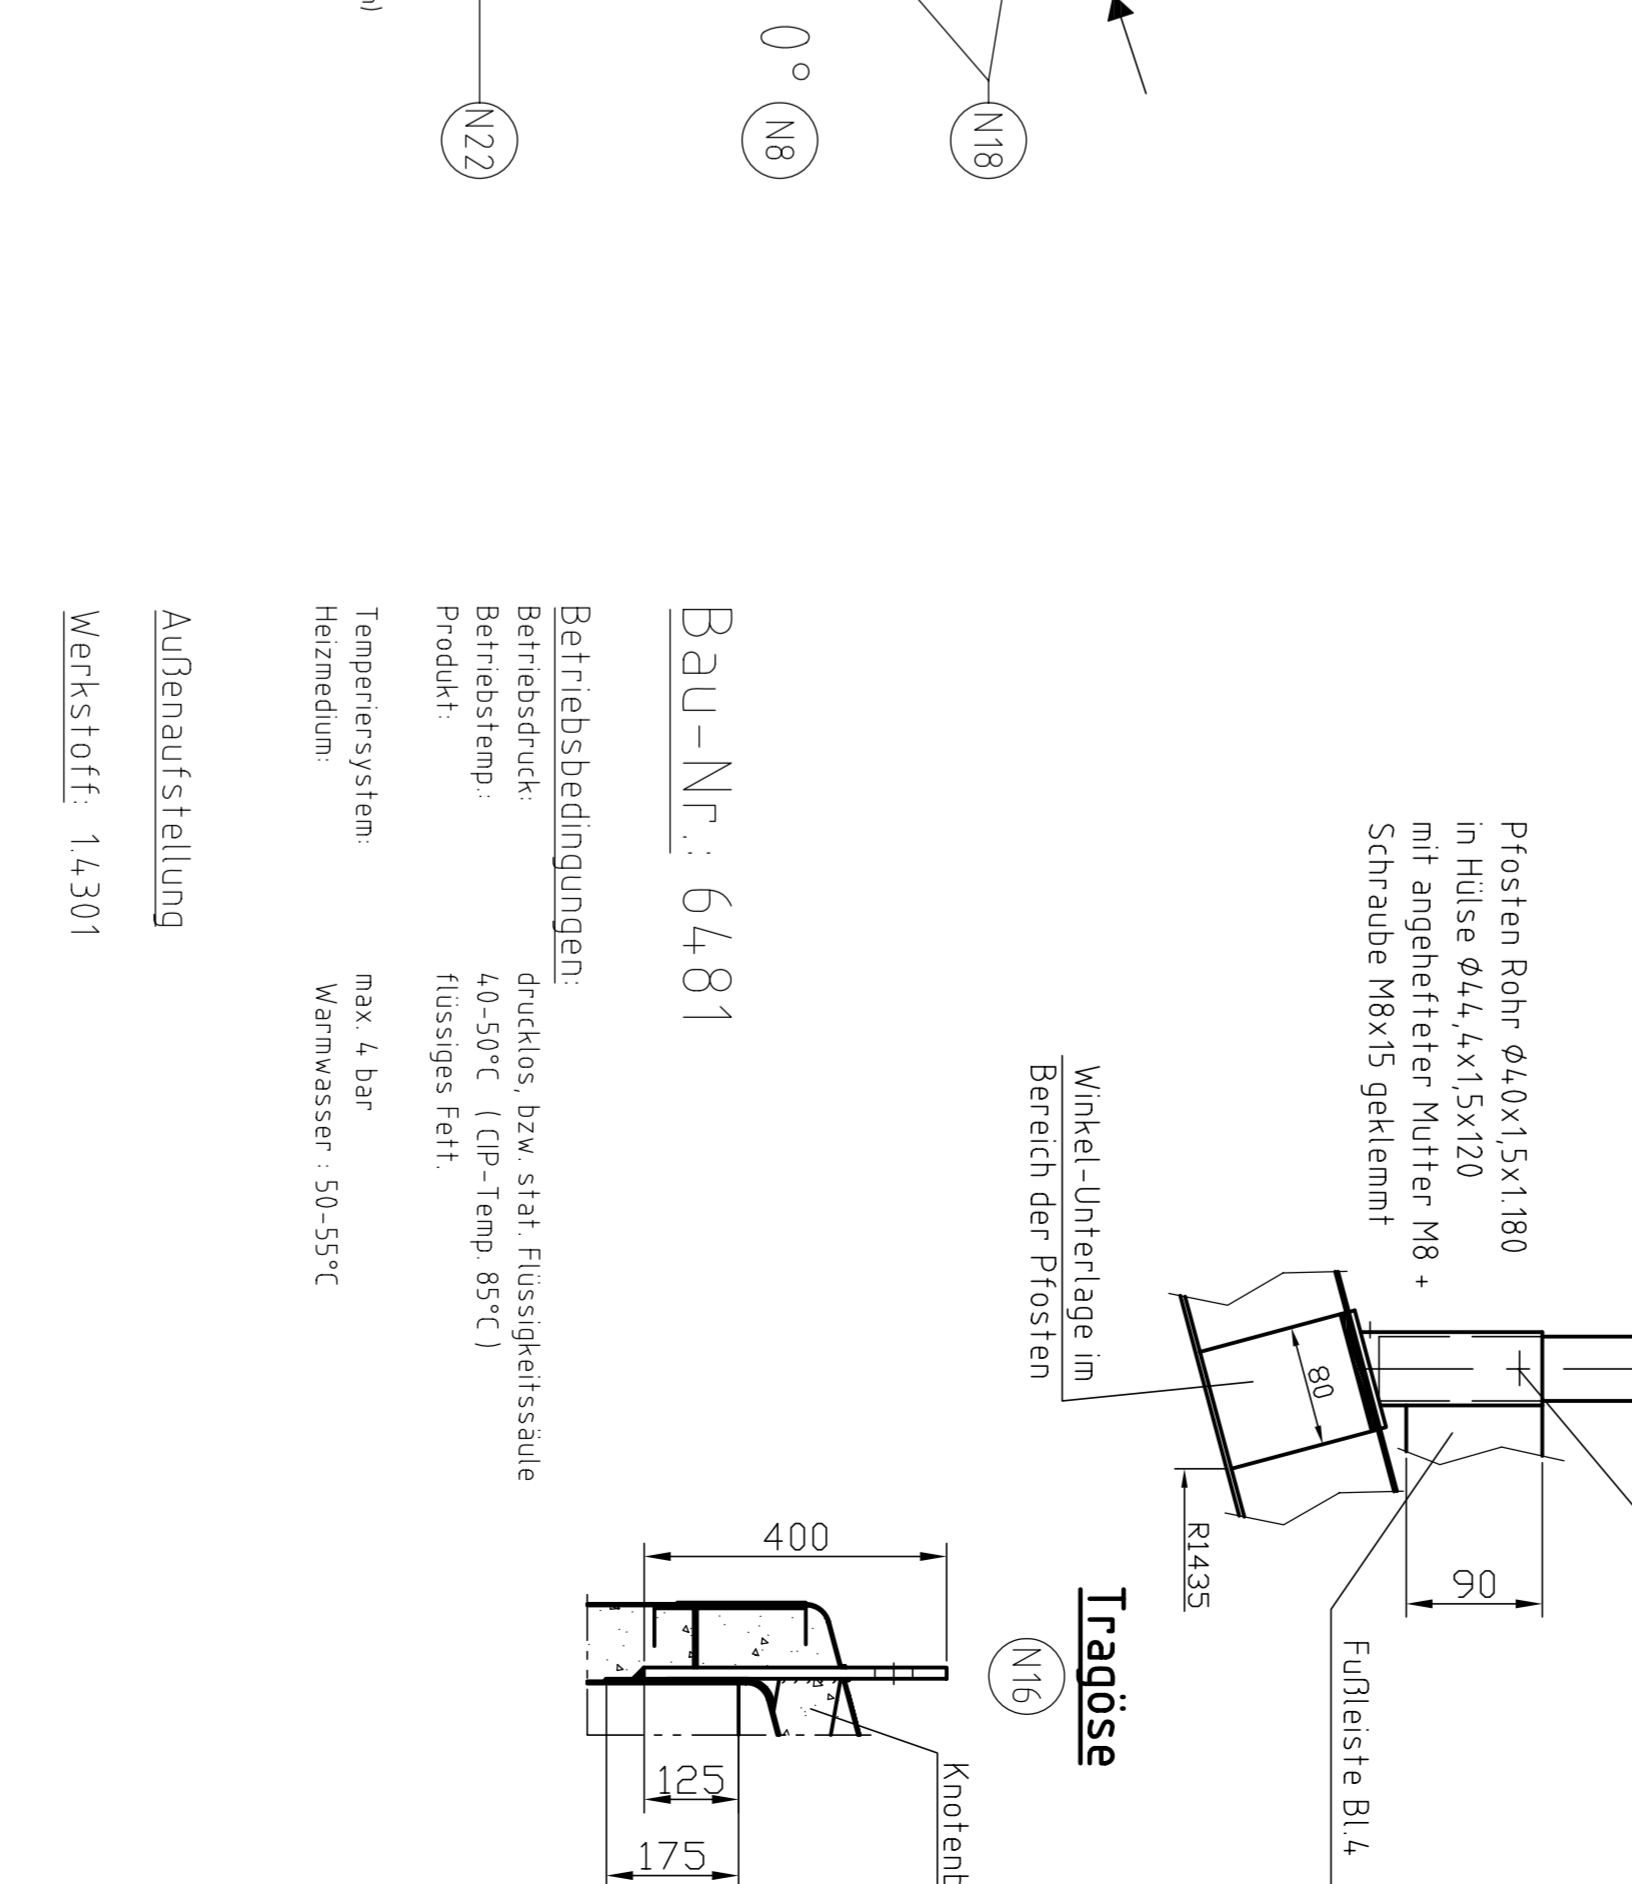 0°
N18
N8
N22
Pfosten Rohr Ø40x1,5x1.180
in Hülse Ø44,4x1,5x120
mit angehefteter Mutter M8 +
Schraube M8x15 geklemmt
Winkel-Unterlage im
Bereich der Pfosten
80
R1435
90
Fußleiste Bl.4
Bau-Nr.: 6481
Betriebsbedingungen:
Betriebsdruck: drucklos, bzw. stat. Flüssigkeitssäule
Betriebstemp.: 40-50°C (CIP-Temp. 85°C)
Produkt: flüssiges Fett.
Temperiersystem: max. 4 bar
Heizmedium: Warmwasser : 50-55°C
Außenaufstellung
Werkstoff: 1.4301
Tragöse
N16
400
125
175